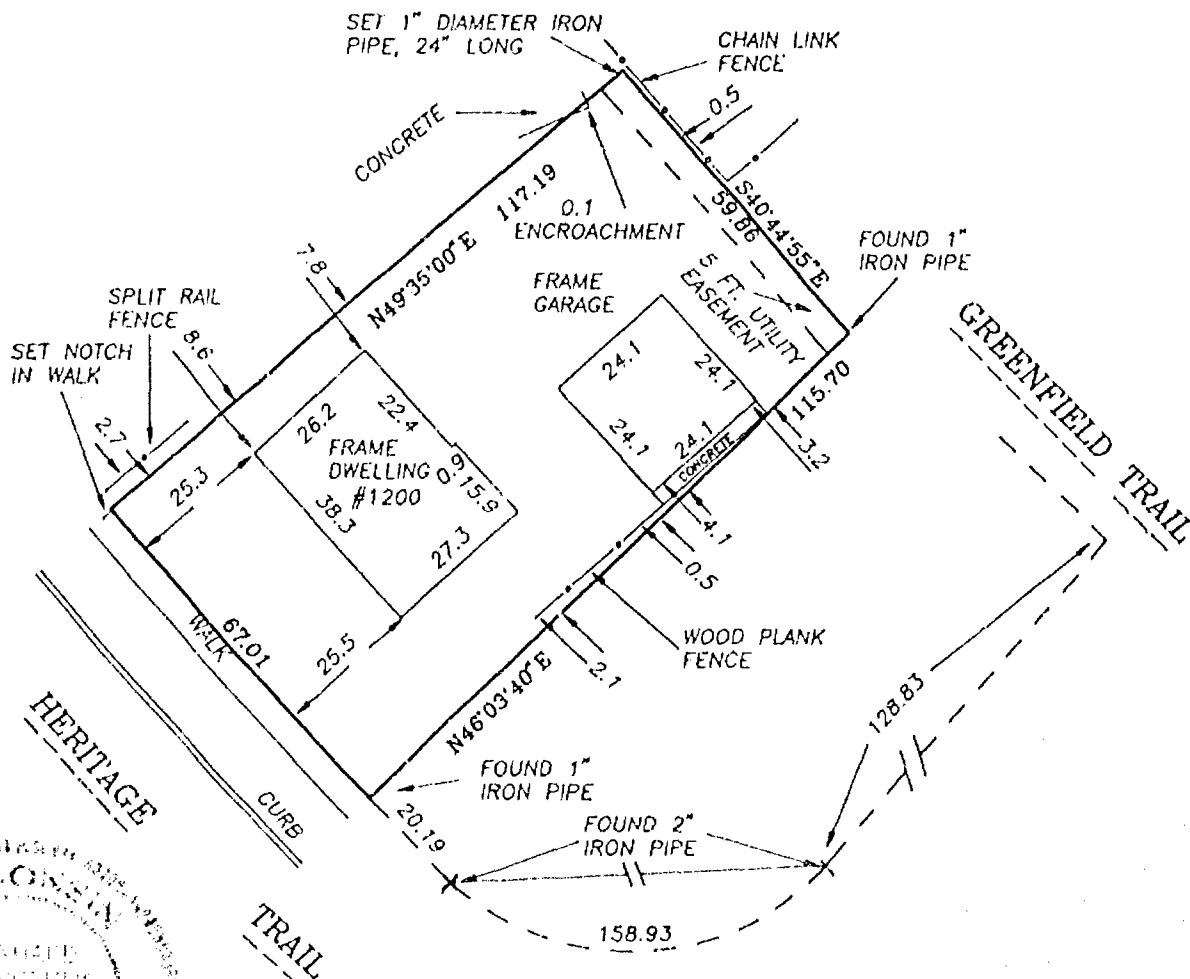 SET 1" DIAMETER IRON
PIPE, 24" LONG
CHAIN LINK
FENCE
0.5
CONCRETE
S40°44'55"E
59.86
0.1
ENCROACHMENT
117.19
N49°35'00"E
FOUND 1"
IRON PIPE
FRAME
GARAGE
5 FT. UTILITY
EASEMENT
7.8
SPLIT RAIL
FENCE
8.6
SET NOTCH
IN WALK
2.7
25.3
26.2
22.4
FRAME
DWELLING
#1200
15.9
38.3
27.3
24.1
24.1
24.1
24.1
CONCRETE
115.70
3.2
4.1
0.5
GREENFIELD TRAIL
WOOD PLANK
FENCE
2.1
N46°03'40"E
67.01
WALK
25.5
HERITAGE
CURB
FOUND 1"
IRON PIPE
20.19
FOUND 2"
IRON PIPE
128.83
158.93
TRAIL